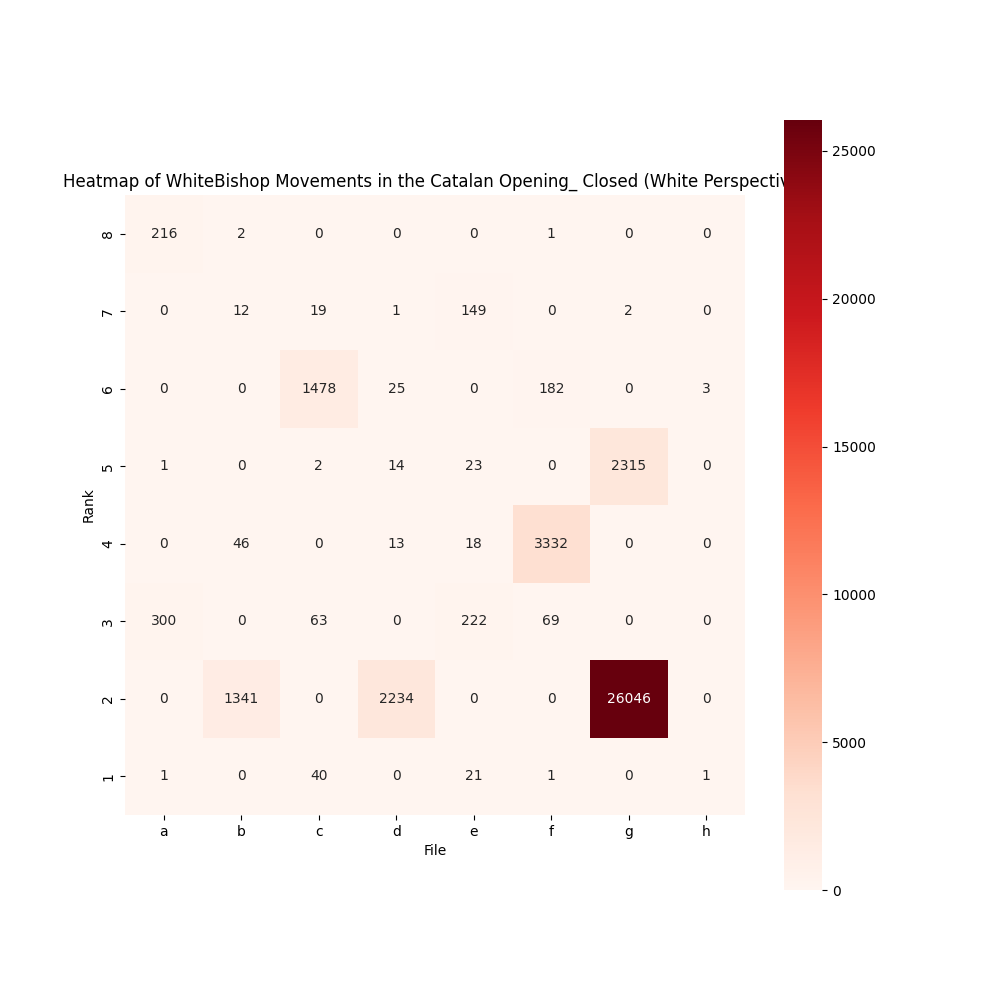 Heatmap of WhiteBishop Movements in the Catalan Opening_ Closed (White Perspectiv
8 216 2 0 0 0 1 0 0
7 0 12 19 1 149 0 2 0
6 0 0 1478 25 0 182 0 3
5 1 0 2 14 23 0 2315 0
4 0 46 0 13 18 3332 0 0
3 300 0 63 0 222 69 0 0
2 0 1341 0 2234 0 0 26046 0
1 1 0 40 0 21 1 0 1
a b c d e f g h
File
Rank
25000
20000
15000
10000
5000
0